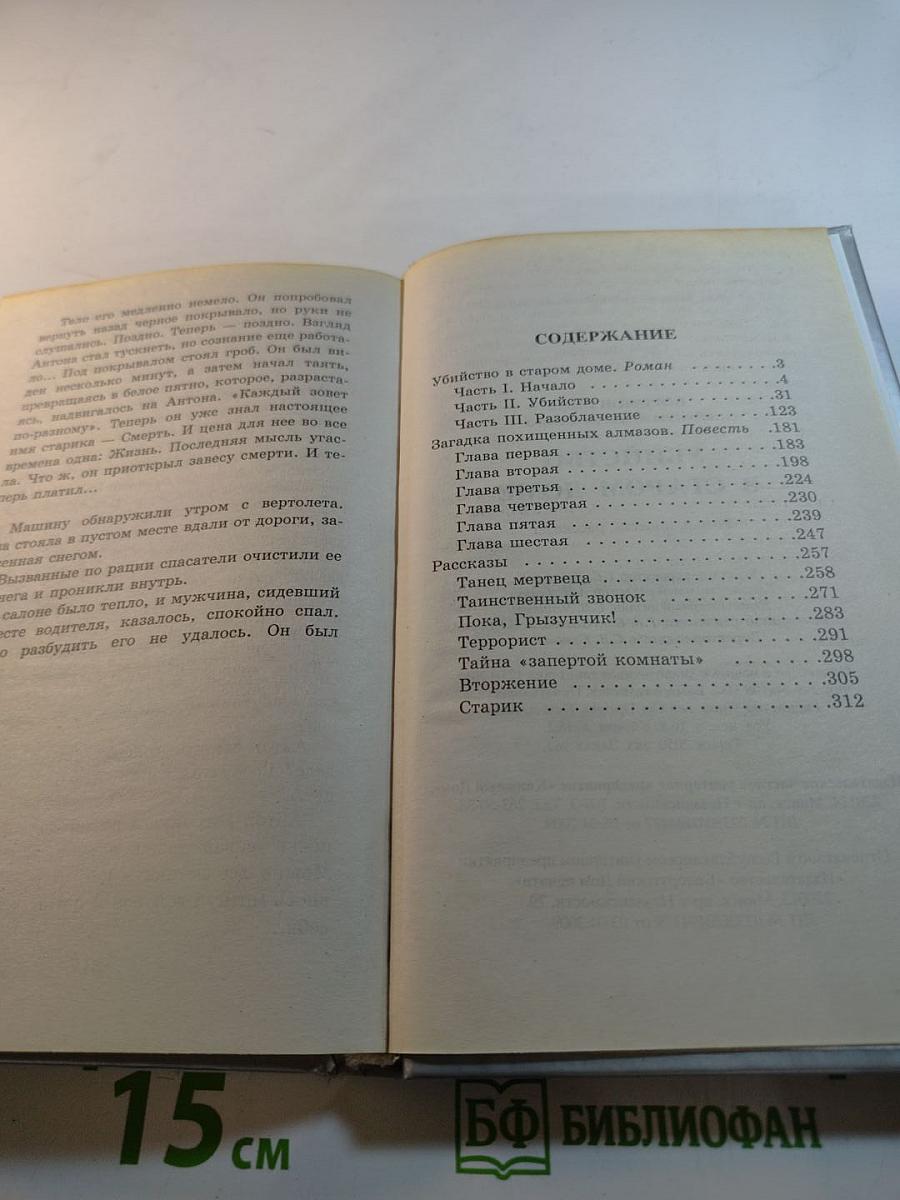 Тело его медленно немело. Он попробовал
вернуть назад черное покрывало, но руки не
слушались. Поздно. Теперь — поздно. Взгляд
Антона стал тускнеть, но сознание еще работа-
ло... Под покрывалом стоял гроб. Он был ви-
ден несколько минут, а затем начал таять,
превращаясь в белое пятно, которое, разраста-
ясь, надвигалось на Антона. «Каждый зовет
по-разному». Теперь он уже знал настоящее
имя старика — Смерть. И цена для нее во все
времена одна: Жизнь. Последняя мысль угас-
ла. Что ж, он приоткрыл завесу смерти. И те-
перь платил...
Машину обнаружили утром с вертолета.
стояла в пустом месте вдали от дороги, за-
сенная снегом.
Вызванные по рации спасатели очистили ее
нега и проникли внутрь.
салоне было тепло, и мужчина, сидевший
есте водителя, казалось, спокойно спал.
о разбудить его не удалось. Он был
СОДЕРЖАНИЕ
Убийство в старом доме. Роман . . . . . . . .3
Часть I. Начало . . . . . . . . . . . . . . .4
Часть II. Убийство . . . . . . . . . . . . .31
Часть III. Разоблачение . . . . . . . . . .123
Загадка похищенных алмазов. Повесть .181
Глава первая . . . . . . . . . . . . . . . .183
Глава вторая . . . . . . . . . . . . . . . .198
Глава третья . . . . . . . . . . . . . . . .224
Глава четвертая . . . . . . . . . . . . . .230
Глава пятая . . . . . . . . . . . . . . . .239
Глава шестая . . . . . . . . . . . . . . . .247
Рассказы . . . . . . . . . . . . . . . . . .257
Танец мертвеца . . . . . . . . . . . . . . .258
Таинственный звонок . . . . . . . . . . .271
Пока, Грызунчик! . . . . . . . . . . . . .283
Террорист . . . . . . . . . . . . . . . . .291
Тайна «запертой комнаты» . . . . . . .298
Вторжение . . . . . . . . . . . . . . . . .305
Старик . . . . . . . . . . . . . . . . . . .312
15 см
БФ БИБЛИОФАН